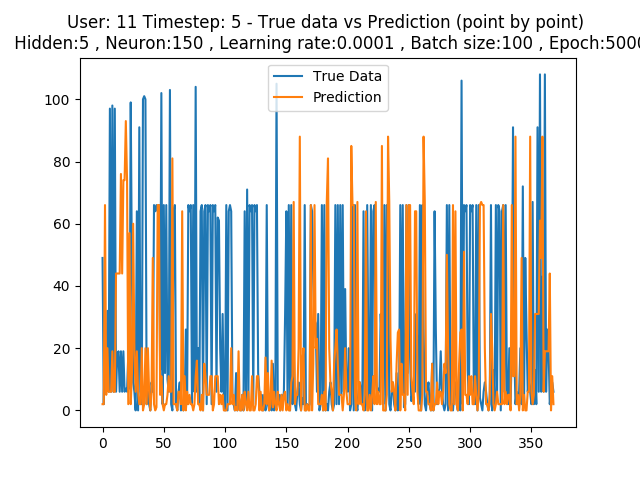 User: 11 Timestep: 5 - True data vs Prediction (point by point)
Hidden:5 , Neuron:150 , Learning rate:0.0001 , Batch size:100 , Epoch:5000
True Data
Prediction
100
80
60
40
20
0
0 50 100 150 200 250 300 350